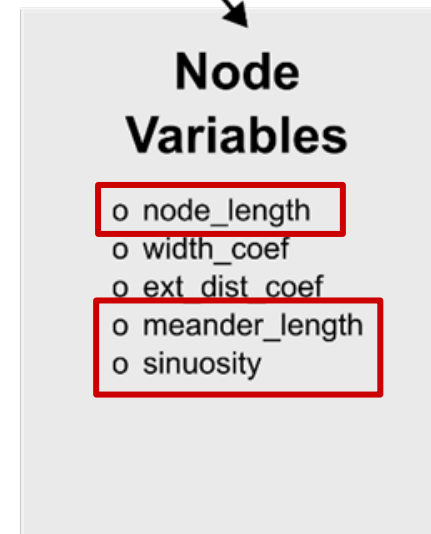 Node
Variables
o node_length
o width_coef
o ext_dist_coef
o meander_length
o sinuosity